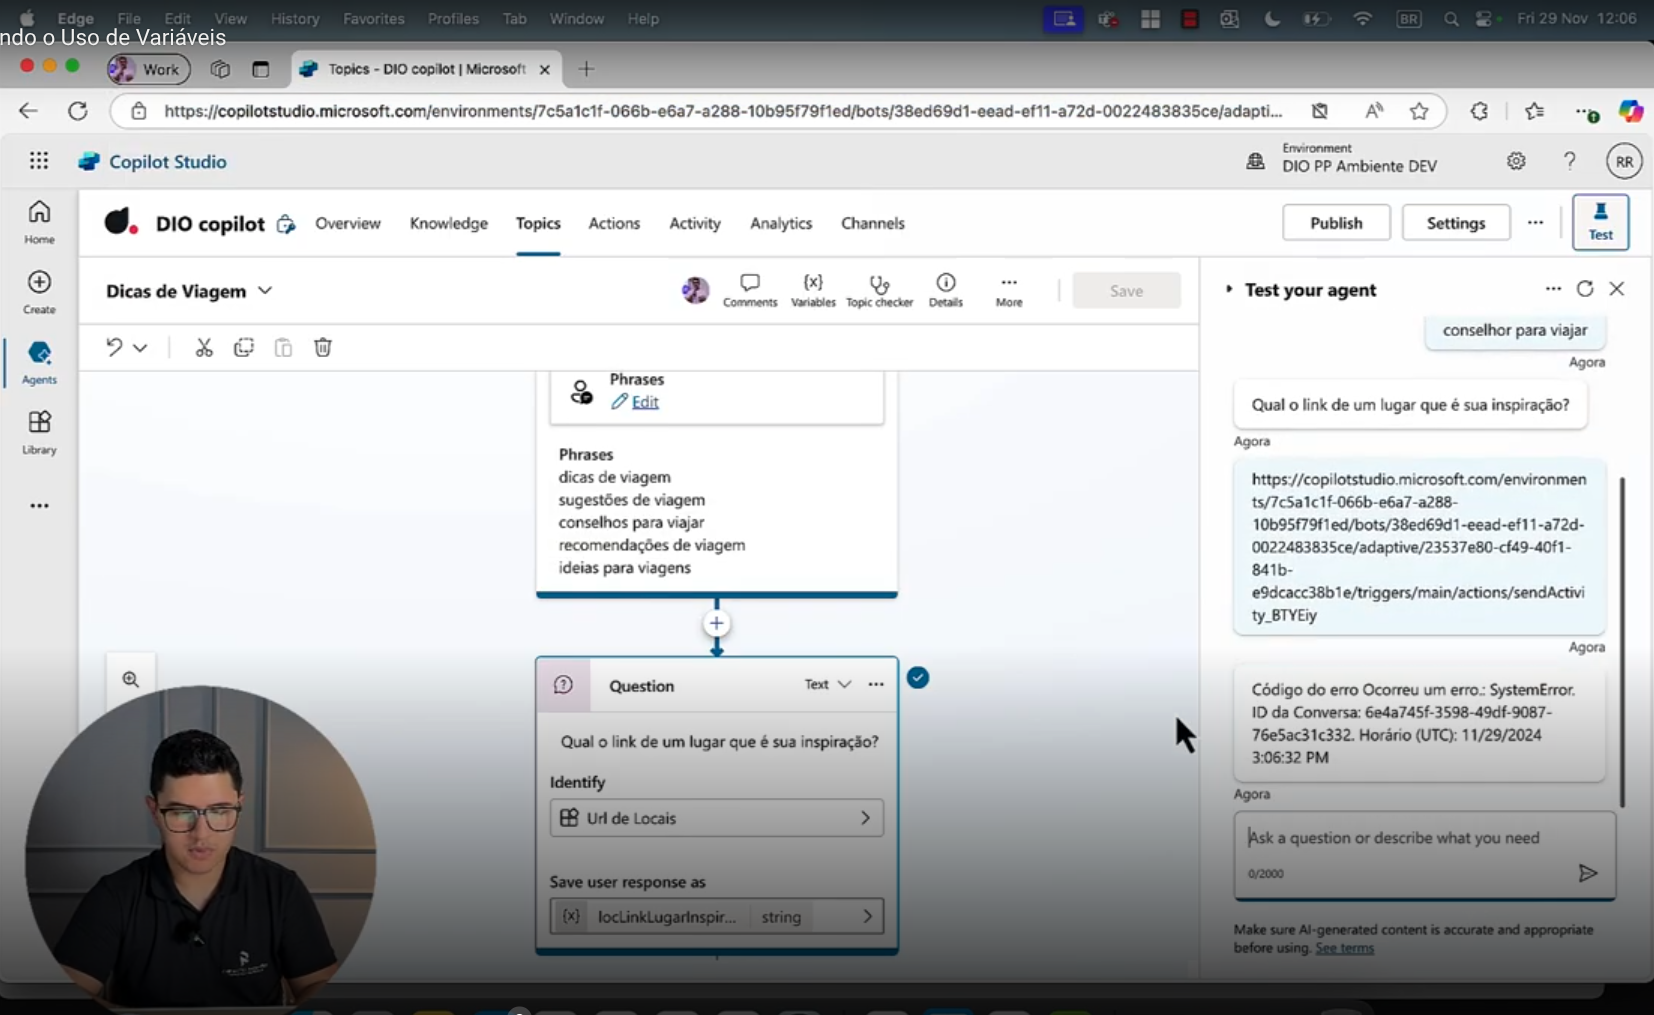 Edge File Edit View History Favorites Profiles Tab Window Help
BR
Fri 29 Nov 12:06
ndo o Uso de Variáveis
Work
Topics - DIO copilot | Microsoft
https://copilotstudio.microsoft.com/environments/7c5a1c1f-066b-e6a7-a288-10b95f79f1ed/bots/38ed69d1-eead-ef11-a72d-0022483835ce/adapti...
Copilot Studio
Environment
DIO PP Ambiente DEV
RR
Home
Create
Agents
Library
DIO copilot
Overview Knowledge Topics Actions Activity Analytics Channels
Publish
Settings
Test
Dicas de Viagem
Comments Variables Topic checker Details More
Save
Phrases
Edit
Phrases
dicas de viagem
sugestões de viagem
conselhos para viajar
recomendações de viagem
ideias para viagens
Question
Text
Qual o link de um lugar que é sua inspiração?
Identify
Url de Locais
Save user response as
{x} locLinkLugarInspir... string
Test your agent
conselhor para viajar
Agora
Qual o link de um lugar que é sua inspiração?
Agora
https://copilotstudio.microsoft.com/environmen
ts/7c5a1c1f-066b-e6a7-a288-
10b95f79f1ed/bots/38ed69d1-eead-ef11-a72d-
0022483835ce/adaptive/23537e80-cf49-40f1-
841b-
e9dcacc38b1e/triggers/main/actions/sendActivi
ty_BTYEiy
Agora
Código do erro Ocorreu um erro.: SystemError.
ID da Conversa: 6e4a745f-3598-49df-9087-
76e5ac31c332. Horário (UTC): 11/29/2024
3:06:32 PM
Agora
Ask a question or describe what you need
0/2000
Make sure AI-generated content is accurate and appropriate
before using. See terms